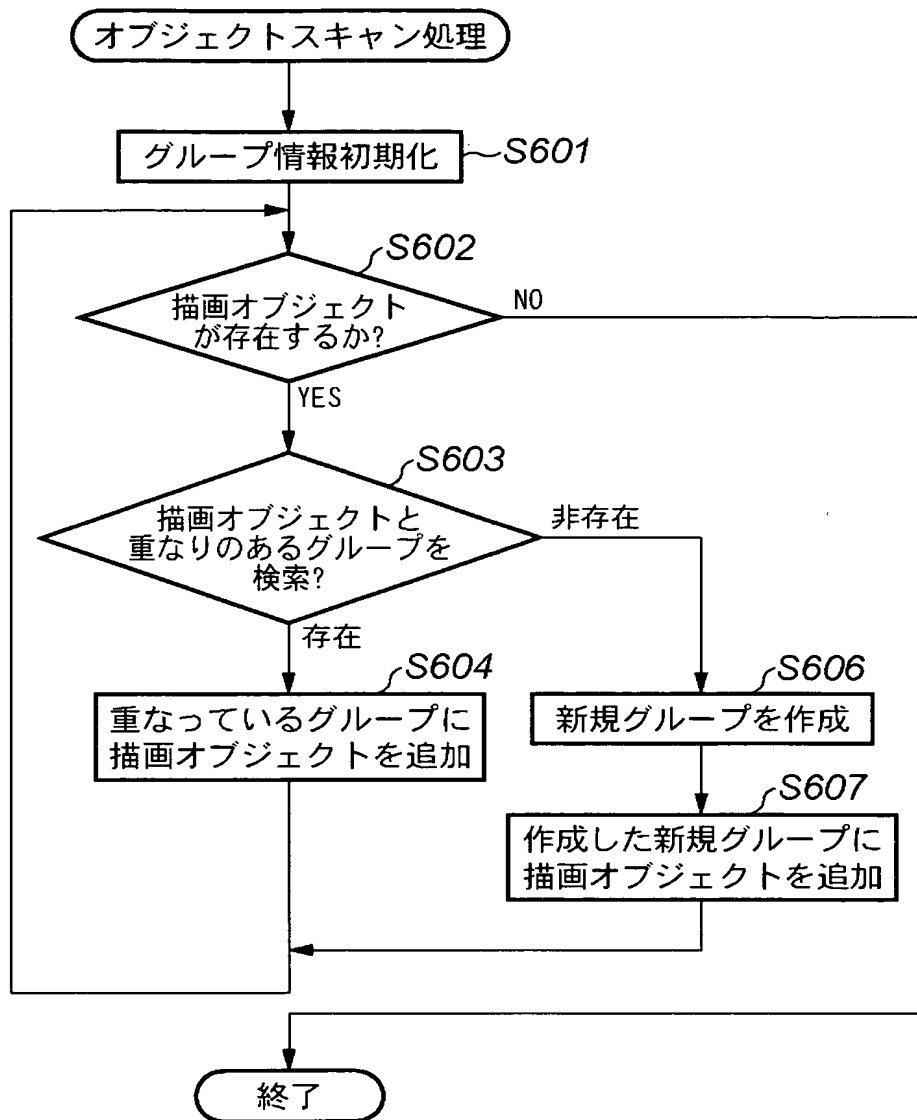 オブジェクトスキャン処理
グループ情報初期化
S601
S602
描画オブジェクト
が存在するか?
NO
YES
S603
描画オブジェクトと
重なりのあるグループを
検索?
非存在
存在
S604
重なっているグループに
描画オブジェクトを追加
S606
新規グループを作成
S607
作成した新規グループに
描画オブジェクトを追加
終了